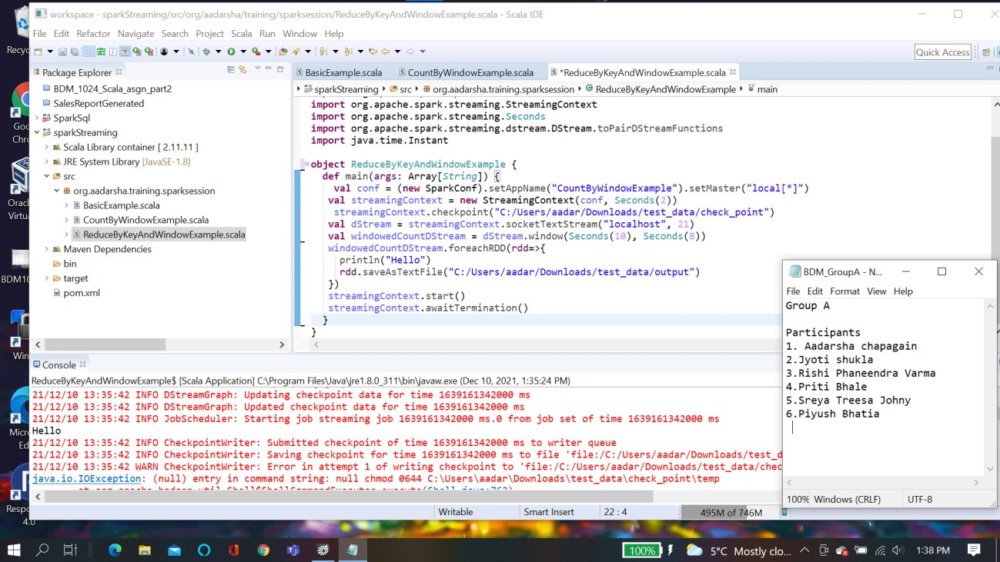 workspace - sparkStreaming/src/org/aadarsha/training/sparksession/ReduceByKeyAndWindowExample.scala - Scala IDE
File Edit Refactor Navigate Search Project Scala Run Window Help
Quick Access
Package Explorer
BDM_1024_Scala_asgn_part2
SalesReportGenerated
SparkSql
sparkStreaming
Scala Library container [ 2.11.11 ]
JRE System Library [JavaSE-1.8]
src
org.aadarsha.training.sparksession
BasicExample.scala
CountByWindowExample.scala
ReduceByKeyAndWindowExample.scala
Maven Dependencies
bin
target
pom.xml
BasicExample.scala CountByWindowExample.scala *ReduceByKeyAndWindowExample.scala
sparkStreaming src org.aadarsha.training.sparksession ReduceByKeyAndWindowExample main
import org.apache.spark.streaming.StreamingContext
import org.apache.spark.streaming.Seconds
import org.apache.spark.streaming.dstream.DStream.toPairDStreamFunctions
import java.time.Instant
object ReduceByKeyAndWindowExample {
def main(args: Array[String]) {
val conf = (new SparkConf).setAppName("CountByWindowExample").setMaster("local[*]")
val streamingContext = new StreamingContext(conf, Seconds(2))
streamingContext.checkpoint("C:/Users/aadar/Downloads/test_data/check_point")
val dStream = streamingContext.socketTextStream("localhost", 21)
val windowedCountDStream = dStream.window(Seconds(10), Seconds(8))
windowedCountDStream.foreachRDD(rdd=>{
println("Hello")
rdd.saveAsTextFile("C:/Users/aadar/Downloads/test_data/output")
})
streamingContext.start()
streamingContext.awaitTermination()
}
}
Console
ReduceByKeyAndWindowExample$ [Scala Application] C:\Program Files\Java\jre1.8.0_311\bin\javaw.exe (Dec 10, 2021, 1:35:24 PM)
21/12/10 13:35:42 INFO DStreamGraph: Updating checkpoint data for time 1639161342000 ms
21/12/10 13:35:42 INFO DStreamGraph: Updated checkpoint data for time 1639161342000 ms
21/12/10 13:35:42 INFO JobScheduler: Starting job streaming job 1639161342000 ms.0 from job set of time 1639161342000 ms
Hello
21/12/10 13:35:42 INFO CheckpointWriter: Submitted checkpoint of time 1639161342000 ms to writer queue
21/12/10 13:35:42 INFO CheckpointWriter: Saving checkpoint for time 1639161342000 ms to file 'file:/C:/Users/aadar/Downloads/test_d
21/12/10 13:35:42 WARN CheckpointWriter: Error in attempt 1 of writing checkpoint to 'file:/C:/Users/aadar/Downloads/test_data/chec
java.io.IOException: (null) entry in command string: null chmod 0644 C:\Users\aadar\Downloads\test_data\check_point\temp
Writable Smart Insert 22 : 4 495M of 746M
BDM_GroupA - N...
File Edit Format View Help
Group A
Participants
1. Aadarsha chapagain
2.Jyoti shukla
3.Rishi Phaneendra Varma
4.Priti Bhale
5.Sreya Treesa Johny
6.Piyush Bhatia
100% Windows (CRLF) UTF-8
Recyc
Goo
Chr
Orac
Virtu
BDM10
Win
Micr
Ed
Respo
4.0
100% 5°C Mostly clo... 1:38 PM